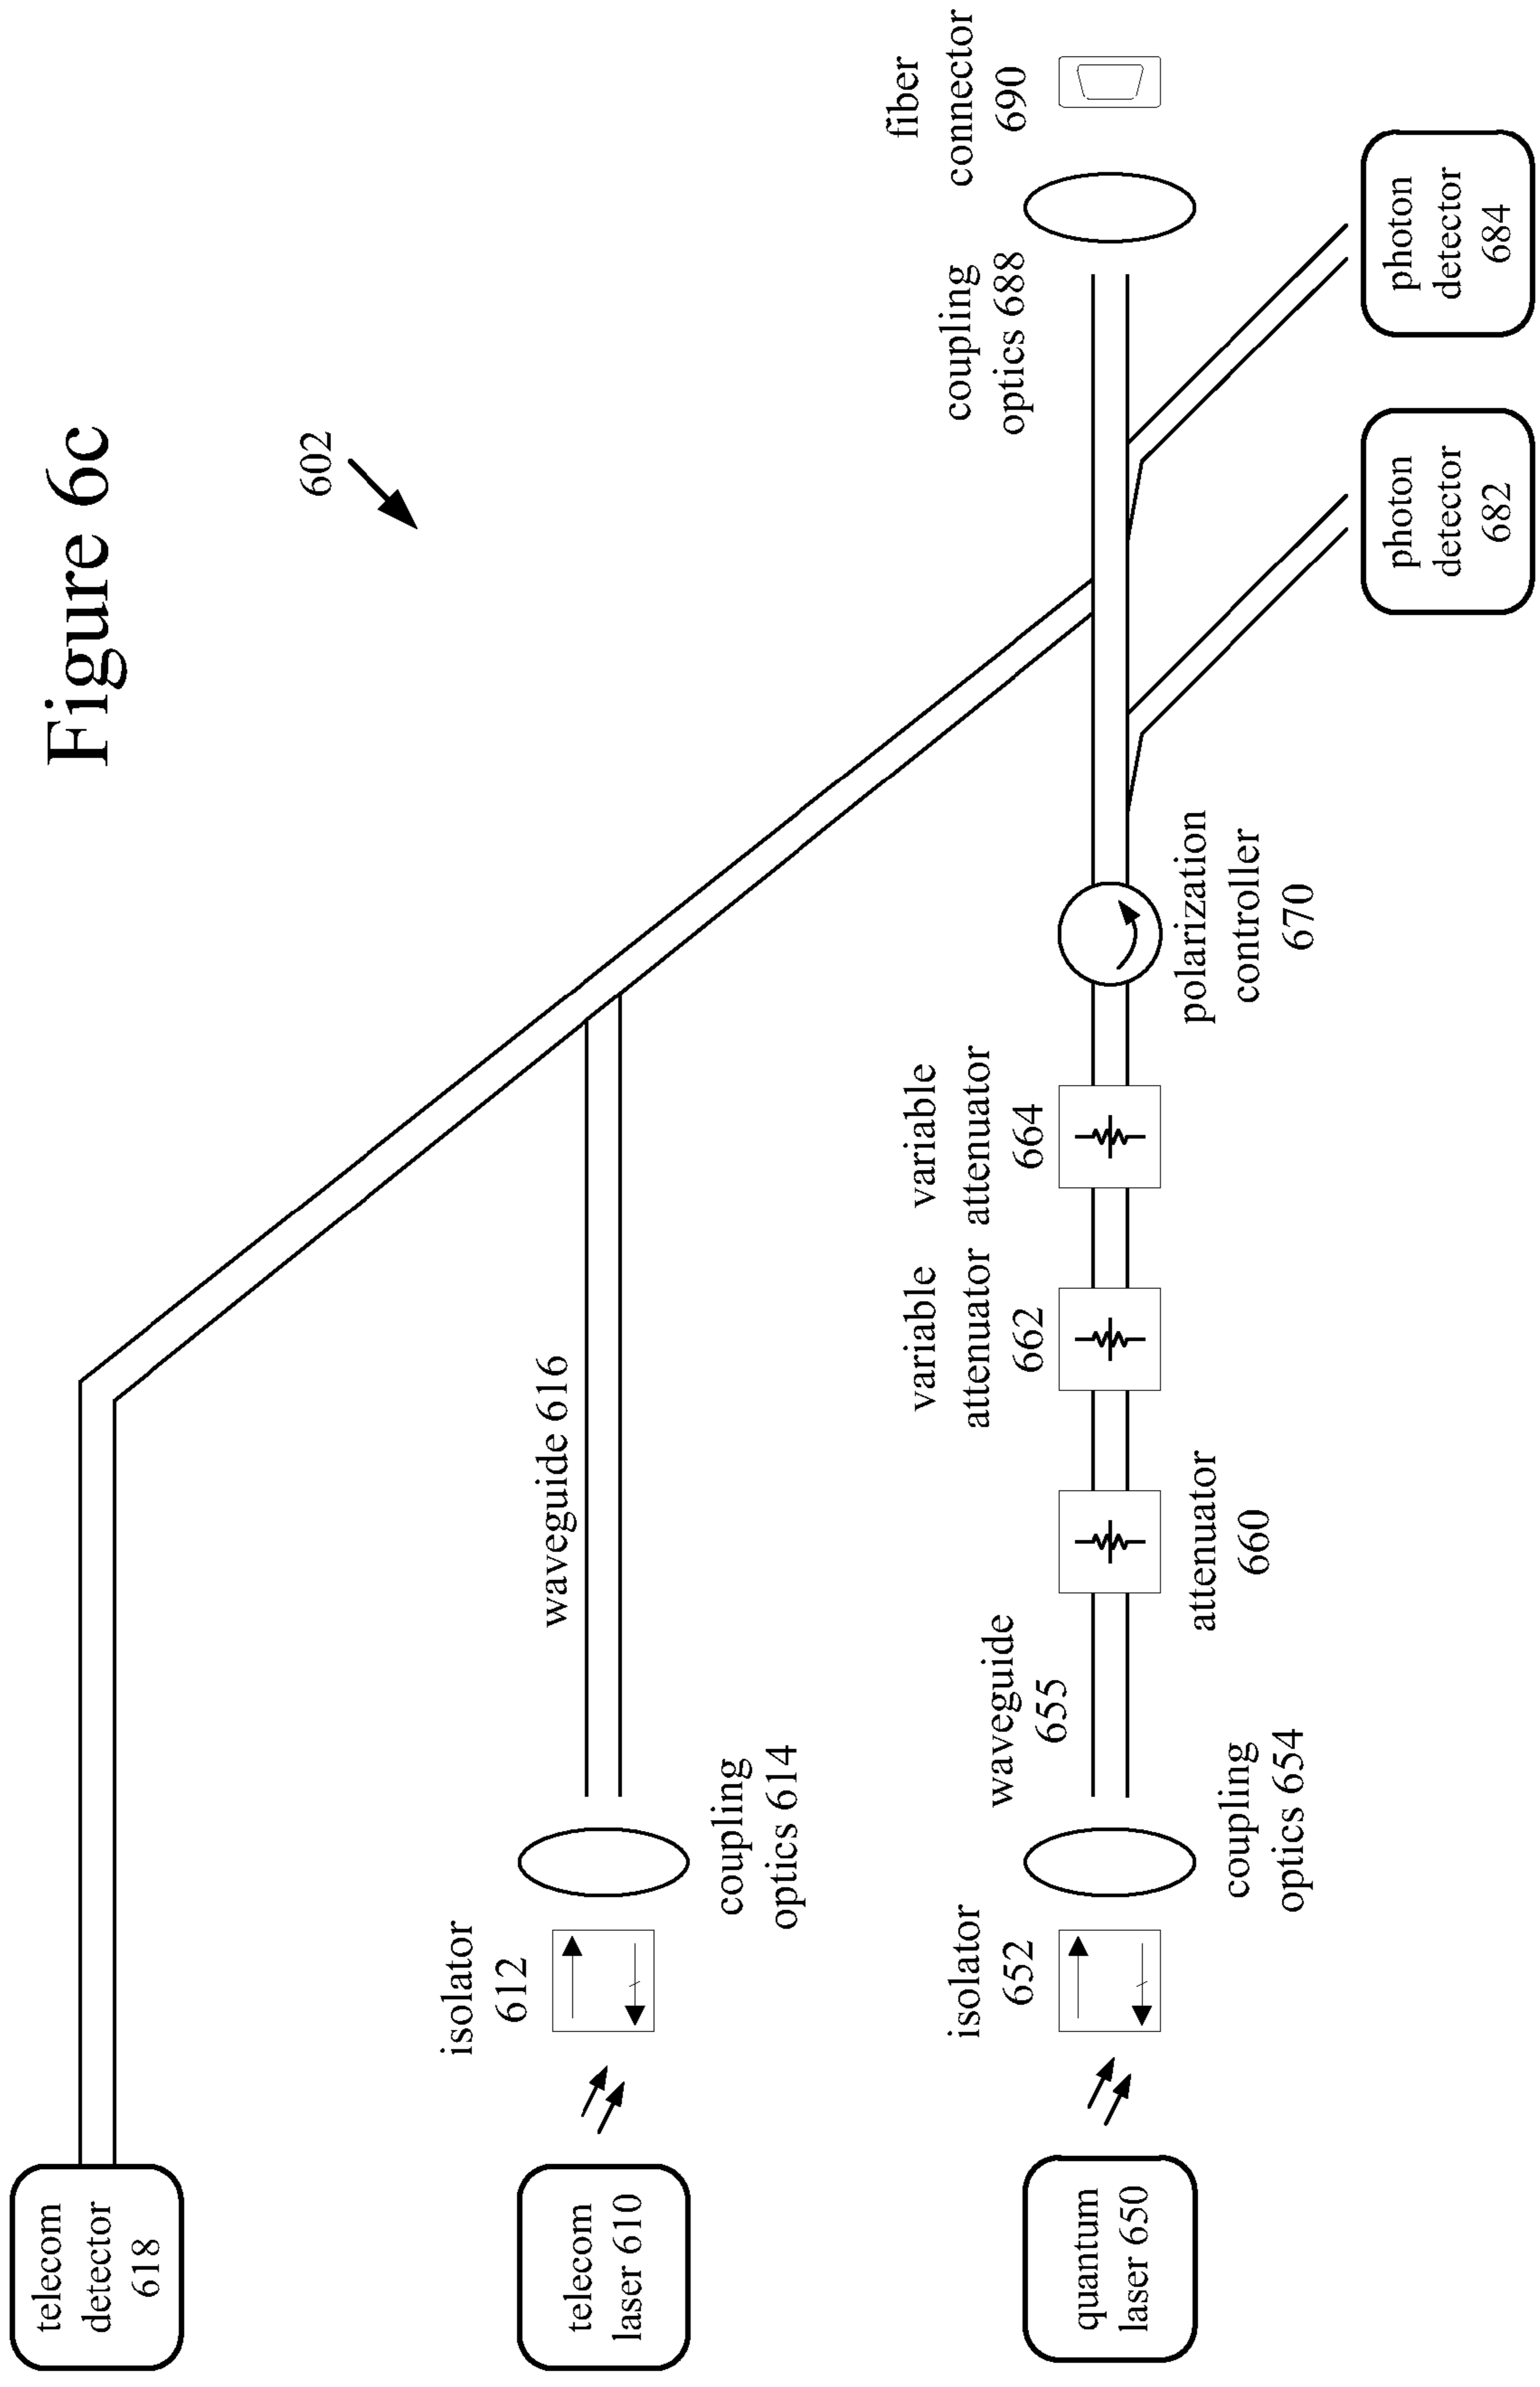 Figure 6c
602
telecom
detector
618
telecom
laser 610
isolator
612
coupling
optics 614
waveguide 616
quantum
laser 650
isolator
652
coupling
optics 654
waveguide
655
attenuator
660
variable
attenuator
662
variable
attenuator
664
polarization
controller
670
photon
detector
682
photon
detector
684
coupling
optics 688
fiber
connector
690